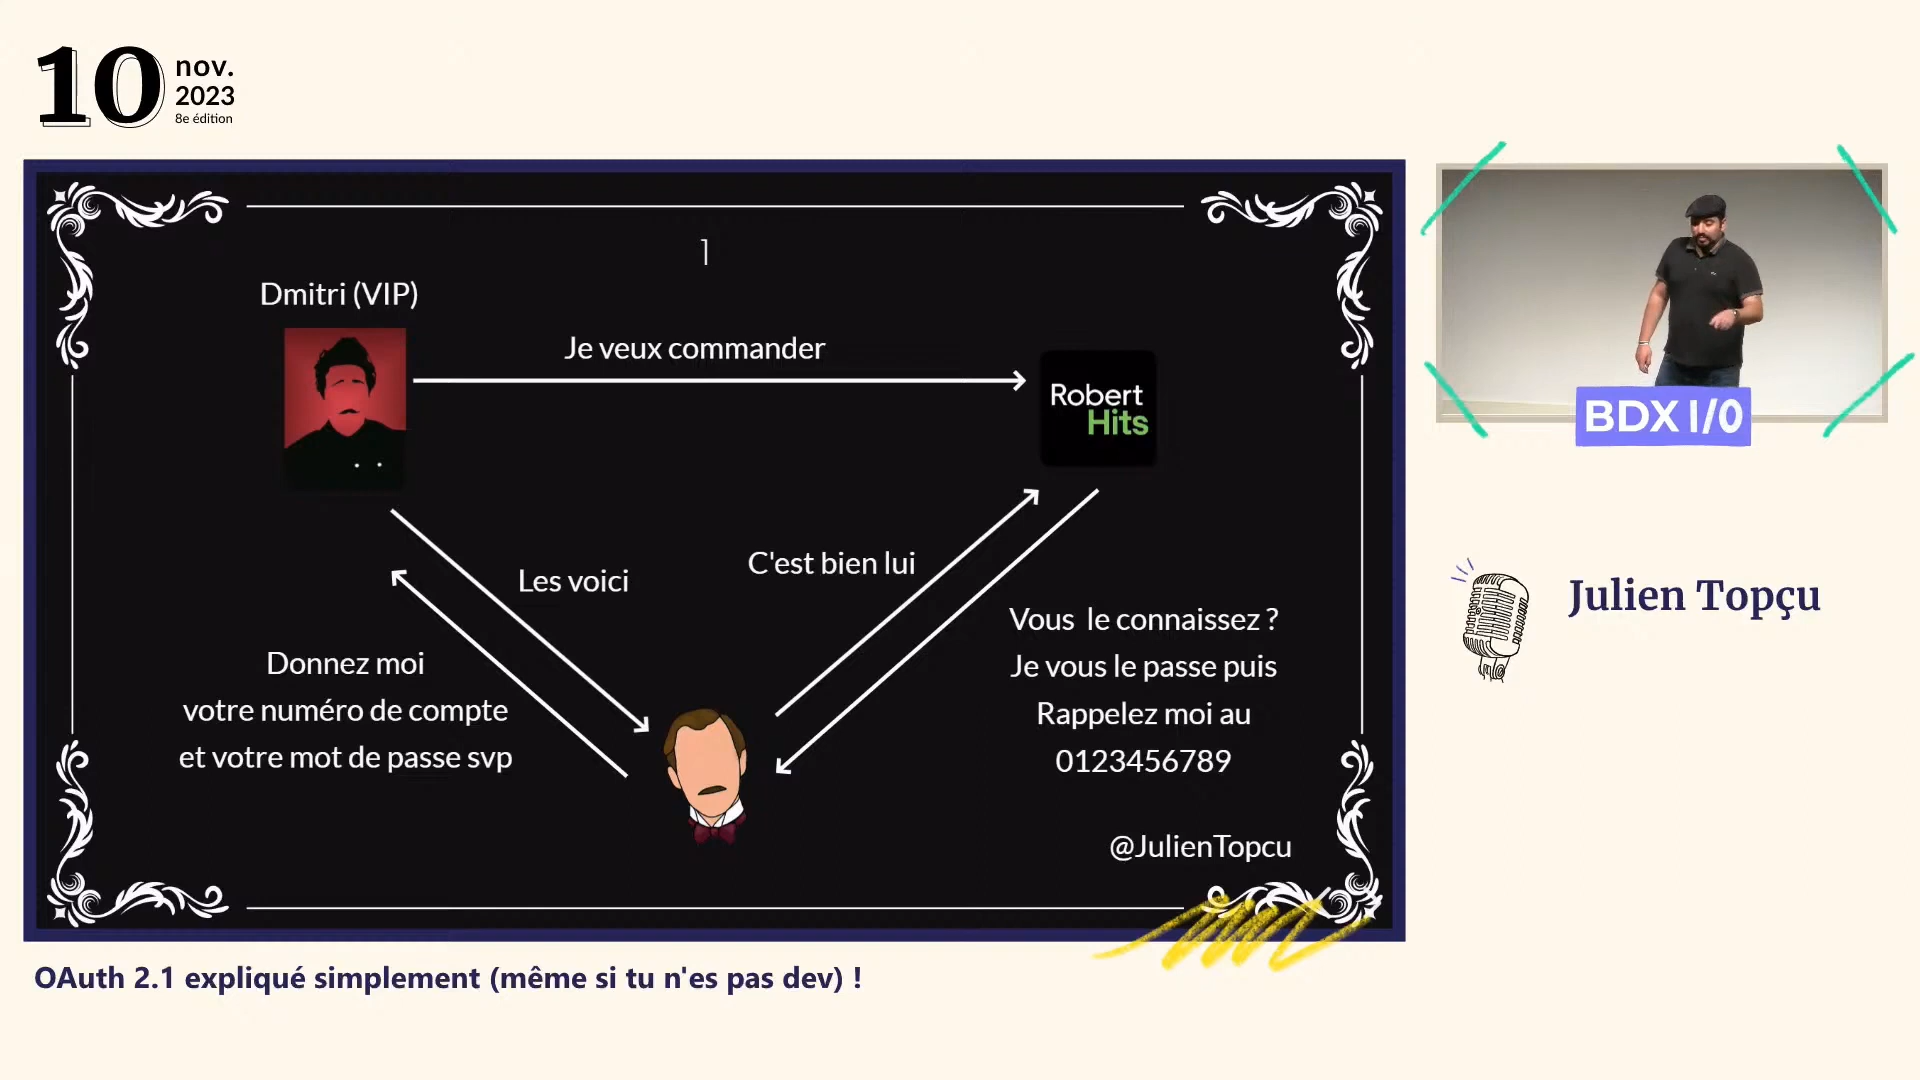 10
nov.
2023
8e édition
Dmitri (VIP)
Je veux commander
Robert
Hits
Les voici
C'est bien lui
Donnez moi
votre numéro de compte
et votre mot de passe svp
Vous le connaissez ?
Je vous le passe puis
Rappelez moi au
0123456789
@JulienTopcu
BDX I/O
Julien Topçu
OAuth 2.1 expliqué simplement (même si tu n'es pas dev) !